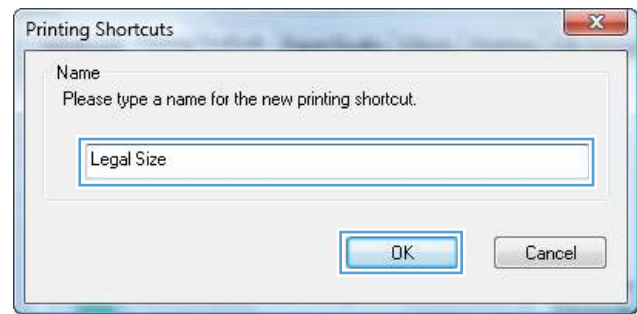 Printing Shortcuts
Name
Please type a name for the new printing shortcut.
Legal Size
OK
Cancel